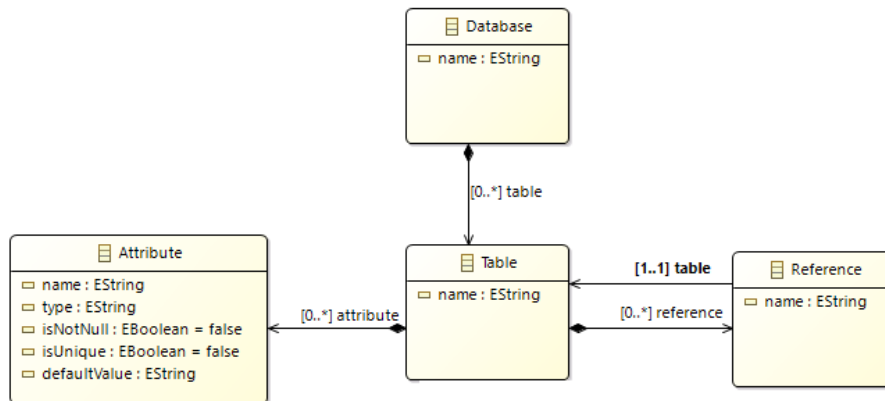 Database
name : EString
[0..*] table
Attribute
name : EString
type : EString
isNotNull : EBoolean = false
isUnique : EBoolean = false
defaultValue : EString
[0..*] attribute
Table
name : EString
[1..1] table
[0..*] reference
Reference
name : EString